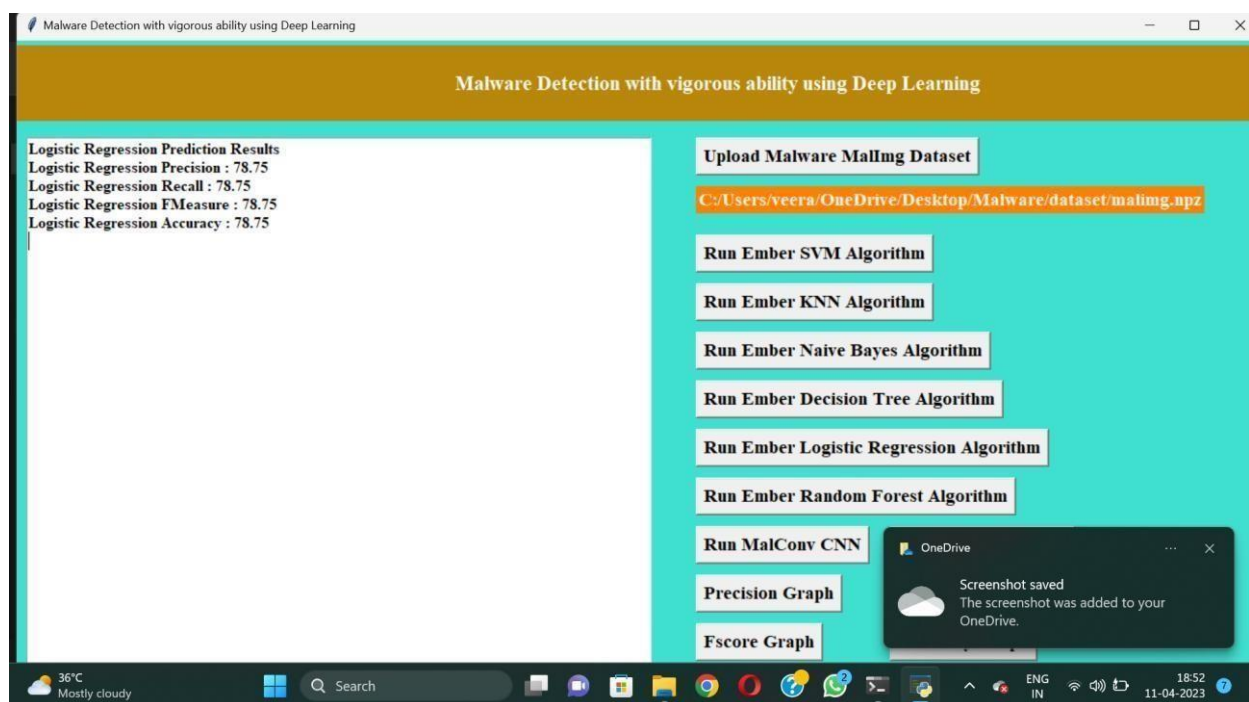 Malware Detection with vigorous ability using Deep Learning
Malware Detection with vigorous ability using Deep Learning
Logistic Regression Prediction Results
Logistic Regression Precision : 78.75
Logistic Regression Recall : 78.75
Logistic Regression FMeasure : 78.75
Logistic Regression Accuracy : 78.75
Upload Malware MalImg Dataset
C:/Users/veera/OneDrive/Desktop/Malware/dataset/malimg.npz
Run Ember SVM Algorithm
Run Ember KNN Algorithm
Run Ember Naive Bayes Algorithm
Run Ember Decision Tree Algorithm
Run Ember Logistic Regression Algorithm
Run Ember Random Forest Algorithm
Run MalConv CNN
Precision Graph
Fscore Graph
OneDrive
Screenshot saved
The screenshot was added to your
OneDrive.
36°C
Mostly cloudy
Search
2
ENG
IN
18:52
11-04-2023
7